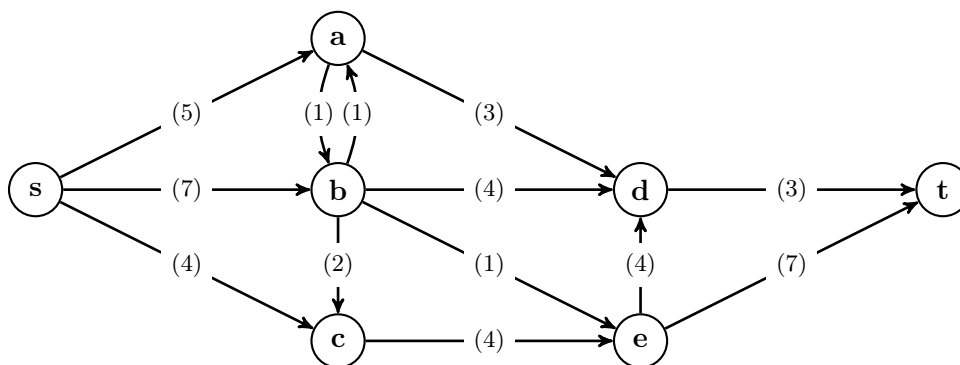 a
(5) (1) (1) (3)
s (7) b (4) d (3) t
(4) (2) (1) (4) (7)
c (4) e